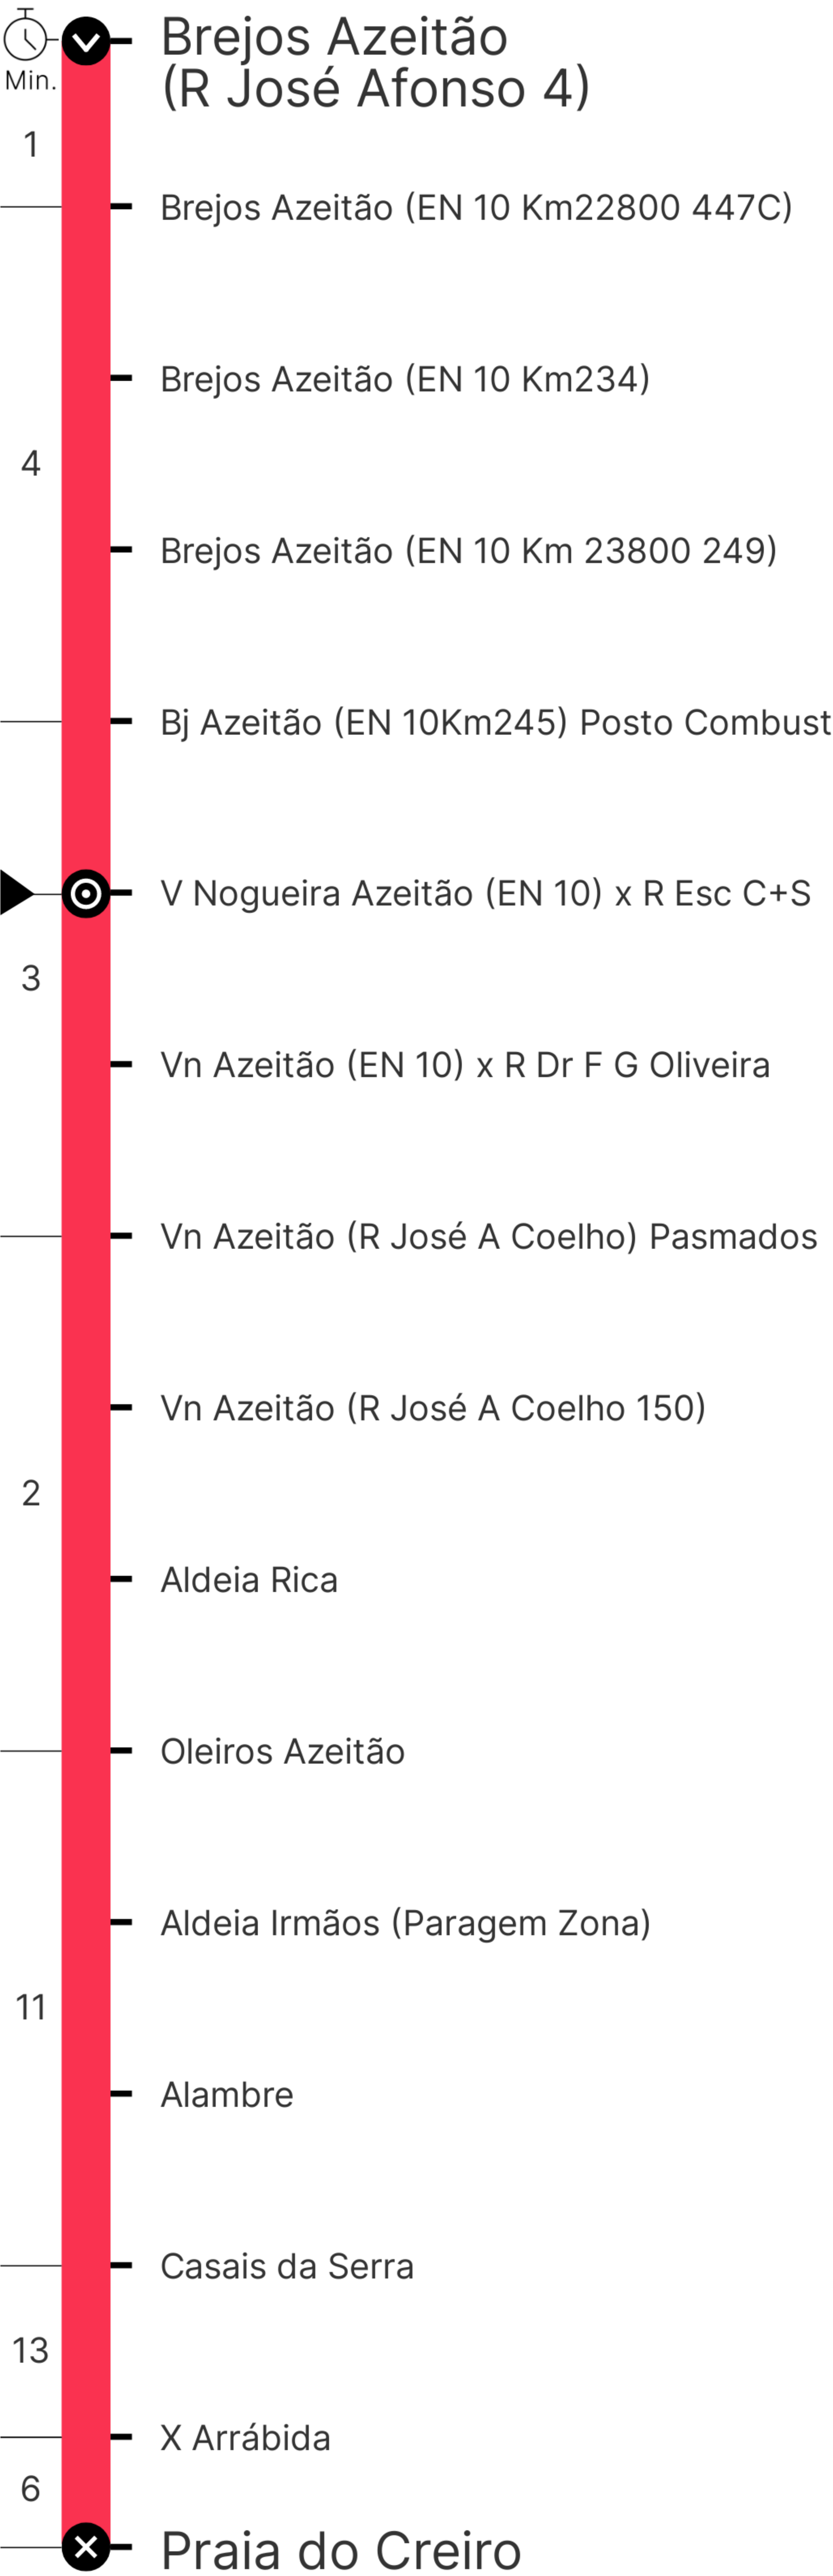 Min.
Brejos Azeitão
(R José Afonso 4)
1
Brejos Azeitão (EN 10 Km22800 447C)
Brejos Azeitão (EN 10 Km234)
4
Brejos Azeitão (EN 10 Km 23800 249)
Bj Azeitão (EN 10Km245) Posto Combust
V Nogueira Azeitão (EN 10) x R Esc C+S
3
Vn Azeitão (EN 10) x R Dr F G Oliveira
Vn Azeitão (R José A Coelho) Pasmados
Vn Azeitão (R José A Coelho 150)
2
Aldeia Rica
Oleiros Azeitão
Aldeia Irmãos (Paragem Zona)
11
Alambre
Casais da Serra
13
X Arrábida
6
Praia do Creiro